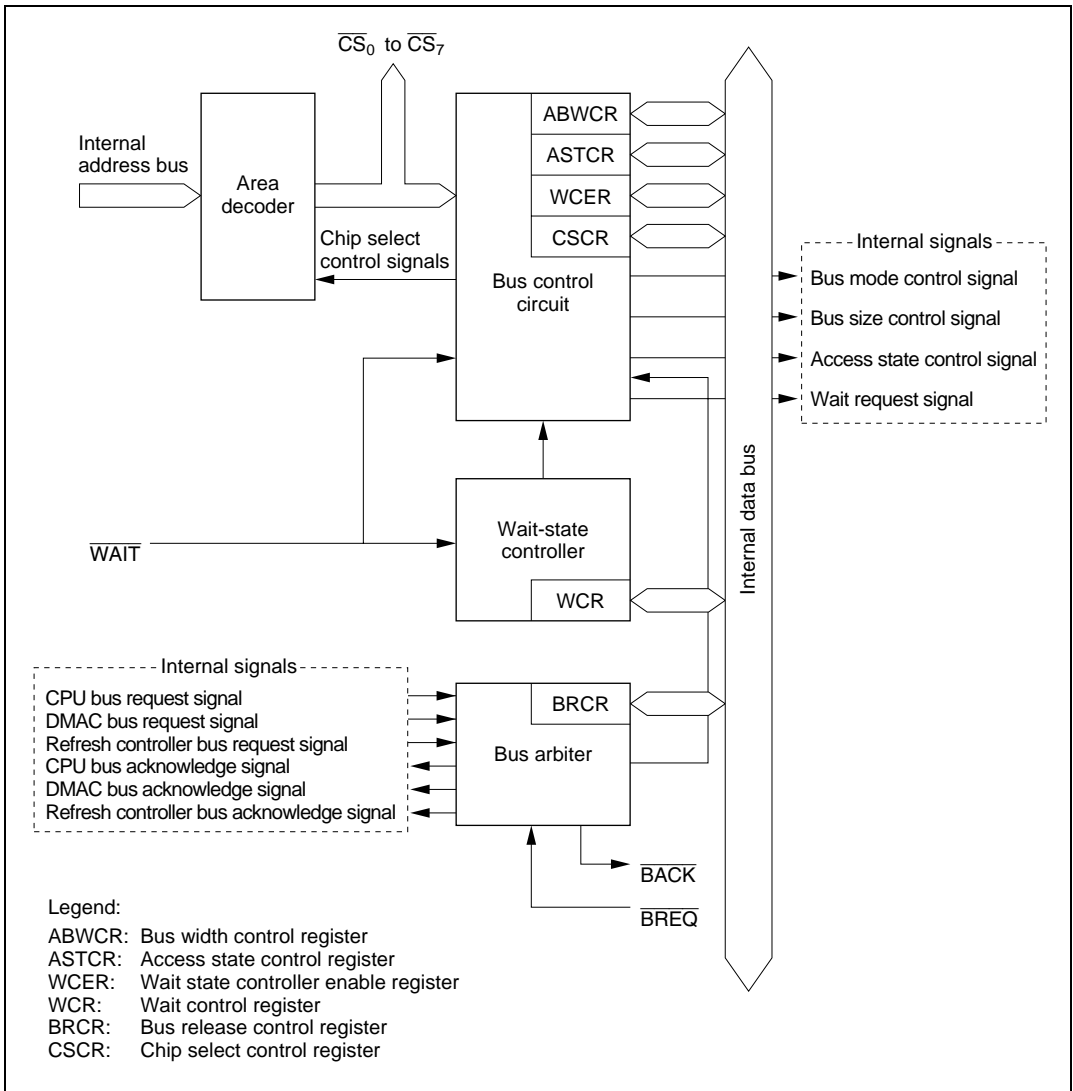 C̅S̅₀ to C̅S̅₇
Internal
address bus
Area
decoder
Chip select
control signals
ABWCR
ASTCR
WCER
CSCR
Bus control
circuit
Internal signals
Bus mode control signal
Bus size control signal
Access state control signal
Wait request signal
Internal data bus
W̅A̅I̅T̅
Wait-state
controller
WCR
Internal signals
CPU bus request signal
DMAC bus request signal
Refresh controller bus request signal
CPU bus acknowledge signal
DMAC bus acknowledge signal
Refresh controller bus acknowledge signal
BRCR
Bus arbiter
B̅A̅C̅K̅
B̅R̅E̅Q̅
Legend:
ABWCR: Bus width control register
ASTCR: Access state control register
WCER: Wait state controller enable register
WCR: Wait control register
BRCR: Bus release control register
CSCR: Chip select control register